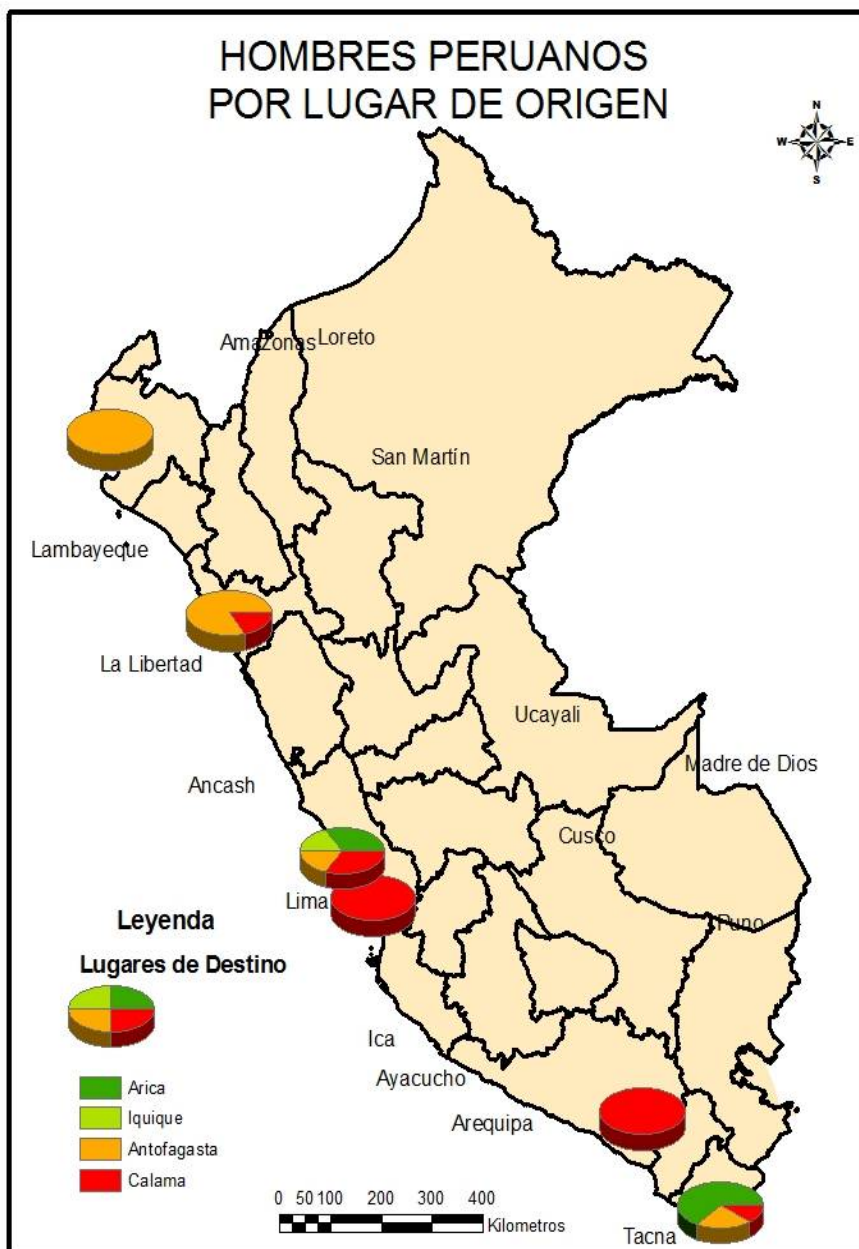 HOMBRES PERUANOS
POR LUGAR DE ORIGEN
N
W E
S
Amazonas Loreto
San Martín
Lambayeque
La Libertad
Ucayali
Madre de Dios
Ancash
Cusco
Lima
Puno
Leyenda
Lugares de Destino
Ica
Ayacucho
Arequipa
Arica
Iquique
Antofagasta
Calama
0 50 100 200 300 400
Kilometros
Tacna